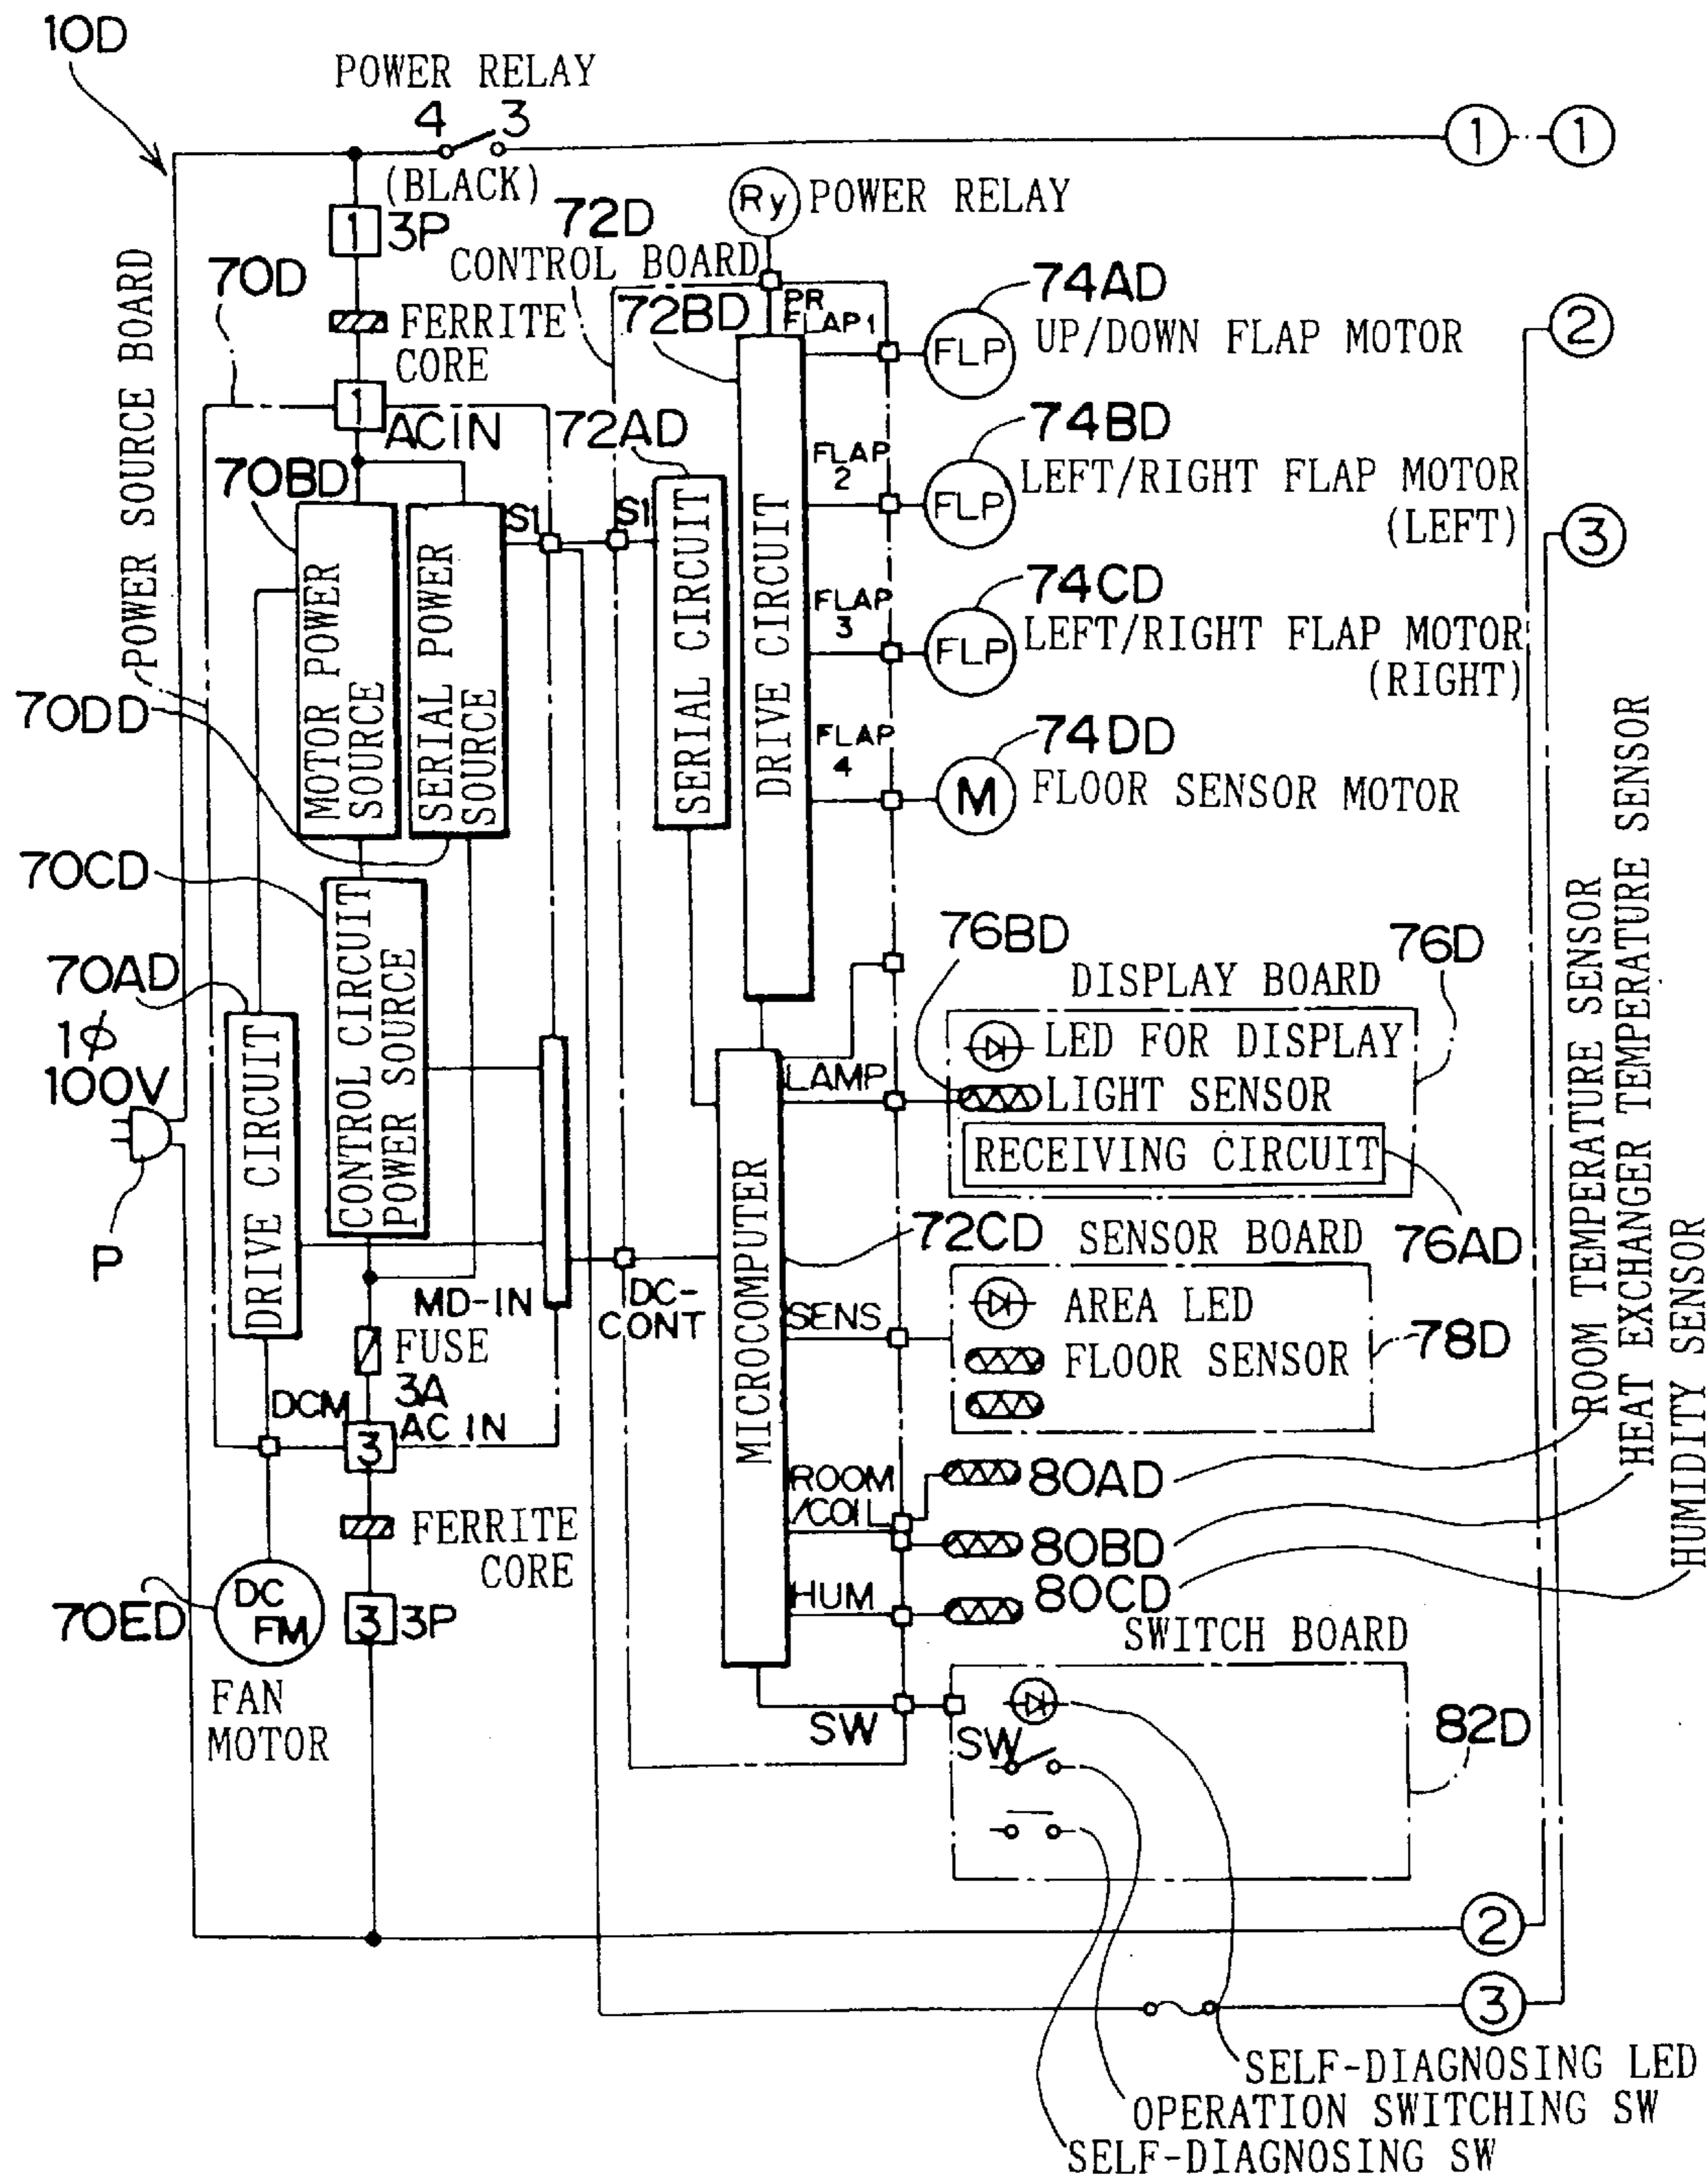 10D
POWER RELAY
4 3
(BLACK)
1
1
Ry
POWER RELAY
1
3P
72D
CONTROL BOARD
POWER SOURCE BOARD
70D
FERRITE
CORE
72BD
PR
FLAP1
74AD
FLP
UP/DOWN FLAP MOTOR
2
1
ACIN
72AD
70BD
FLAP
2
74BD
FLP
LEFT/RIGHT FLAP MOTOR
(LEFT)
3
S1
S1
MOTOR POWER
SOURCE
SERIAL POWER
SOURCE
SERIAL CIRCUIT
DRIVE CIRCUIT
FLAP
3
74CD
FLP
LEFT/RIGHT FLAP MOTOR
(RIGHT)
70DD
FLAP
4
74DD
M
FLOOR SENSOR MOTOR
70CD
CONTROL CIRCUIT
POWER SOURCE
70AD
DRIVE CIRCUIT
1φ
100V
P
76BD
76D
DISPLAY BOARD
LED FOR DISPLAY
LAMP
LIGHT SENSOR
RECEIVING CIRCUIT
76AD
MICROCOMPUTER
72CD
SENSOR BOARD
MD-IN
DC-
CONT
SENS
AREA LED
FLOOR SENSOR
78D
ROOM TEMPERATURE SENSOR
HEAT EXCHANGER TEMPERATURE SENSOR
HUMIDITY SENSOR
FUSE
3A
DCM
3
AC IN
ROOM
/COIL
80AD
80BD
FERRITE
CORE
HUM
80CD
70ED
DC
FM
3
3P
SWITCH BOARD
FAN
MOTOR
SW
SW
82D
2
3
SELF-DIAGNOSING LED
OPERATION SWITCHING SW
SELF-DIAGNOSING SW